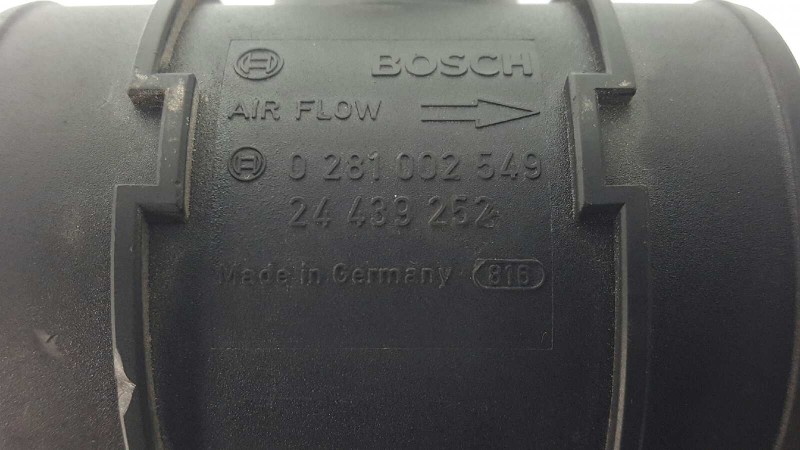 BOSCH
AIR FLOW
0 281 002 549
24 439 252
Made in Germany 816